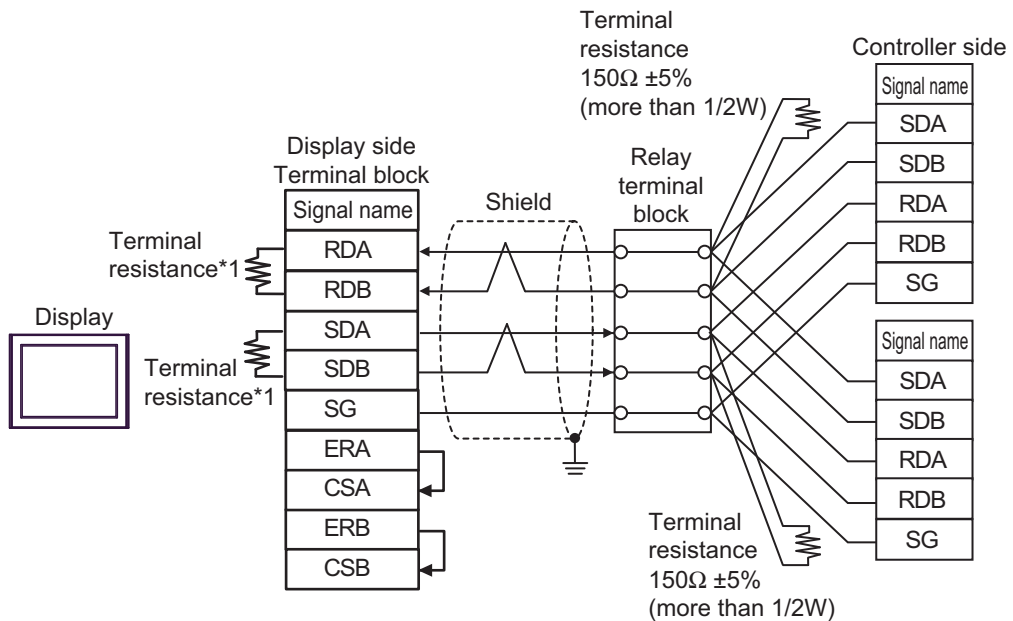 Terminal
resistance
150Ω ±5%
(more than 1/2W)
Controller side
Signal name
SDA
SDB
RDA
RDB
SG
Signal name
SDA
SDB
RDA
RDB
SG
Relay
terminal
block
Shield
Display side
Terminal block
Signal name
RDA
RDB
SDA
SDB
SG
ERA
CSA
ERB
CSB
Terminal
resistance*1
Terminal
resistance*1
Display
Terminal
resistance
150Ω ±5%
(more than 1/2W)